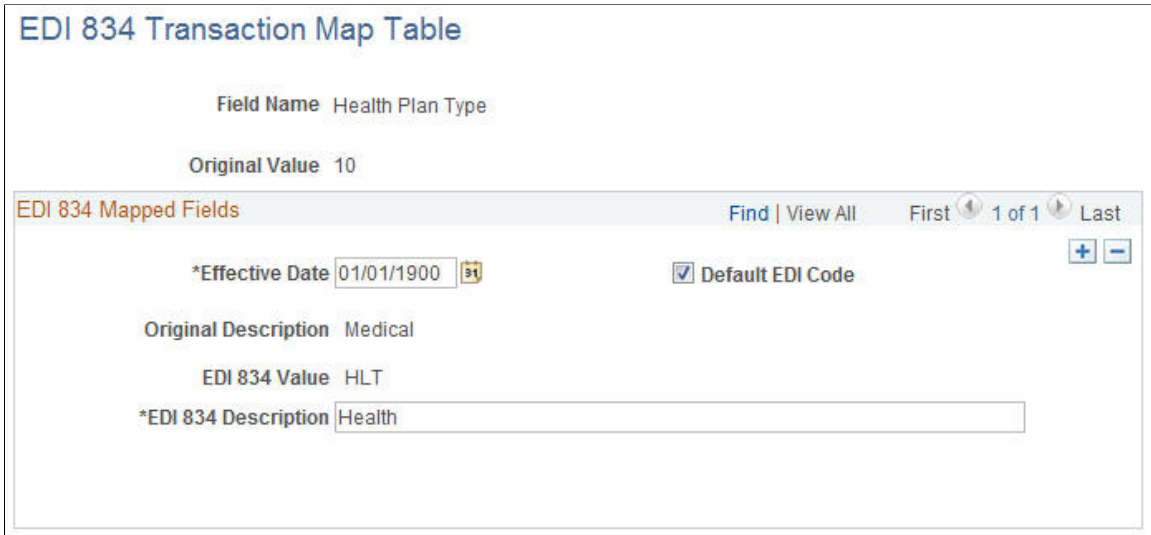 EDI 834 Transaction Map Table
Field Name Health Plan Type
Original Value 10
EDI 834 Mapped Fields Find | View All First 1 of 1 Last
*Effective Date 01/01/1900 31 Default EDI Code
Original Description Medical
EDI 834 Value HLT
*EDI 834 Description Health